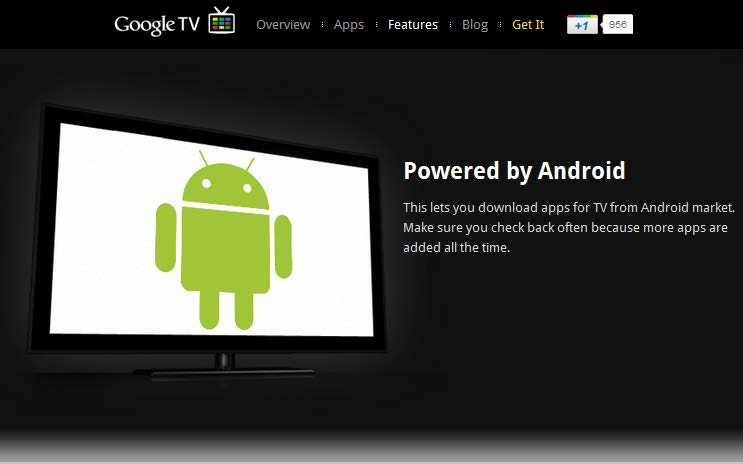 Google TV Overview Apps Features Blog Get It +1 956
Powered by Android
This lets you download apps for TV from Android market.
Make sure you check back often because more apps are
added all the time.